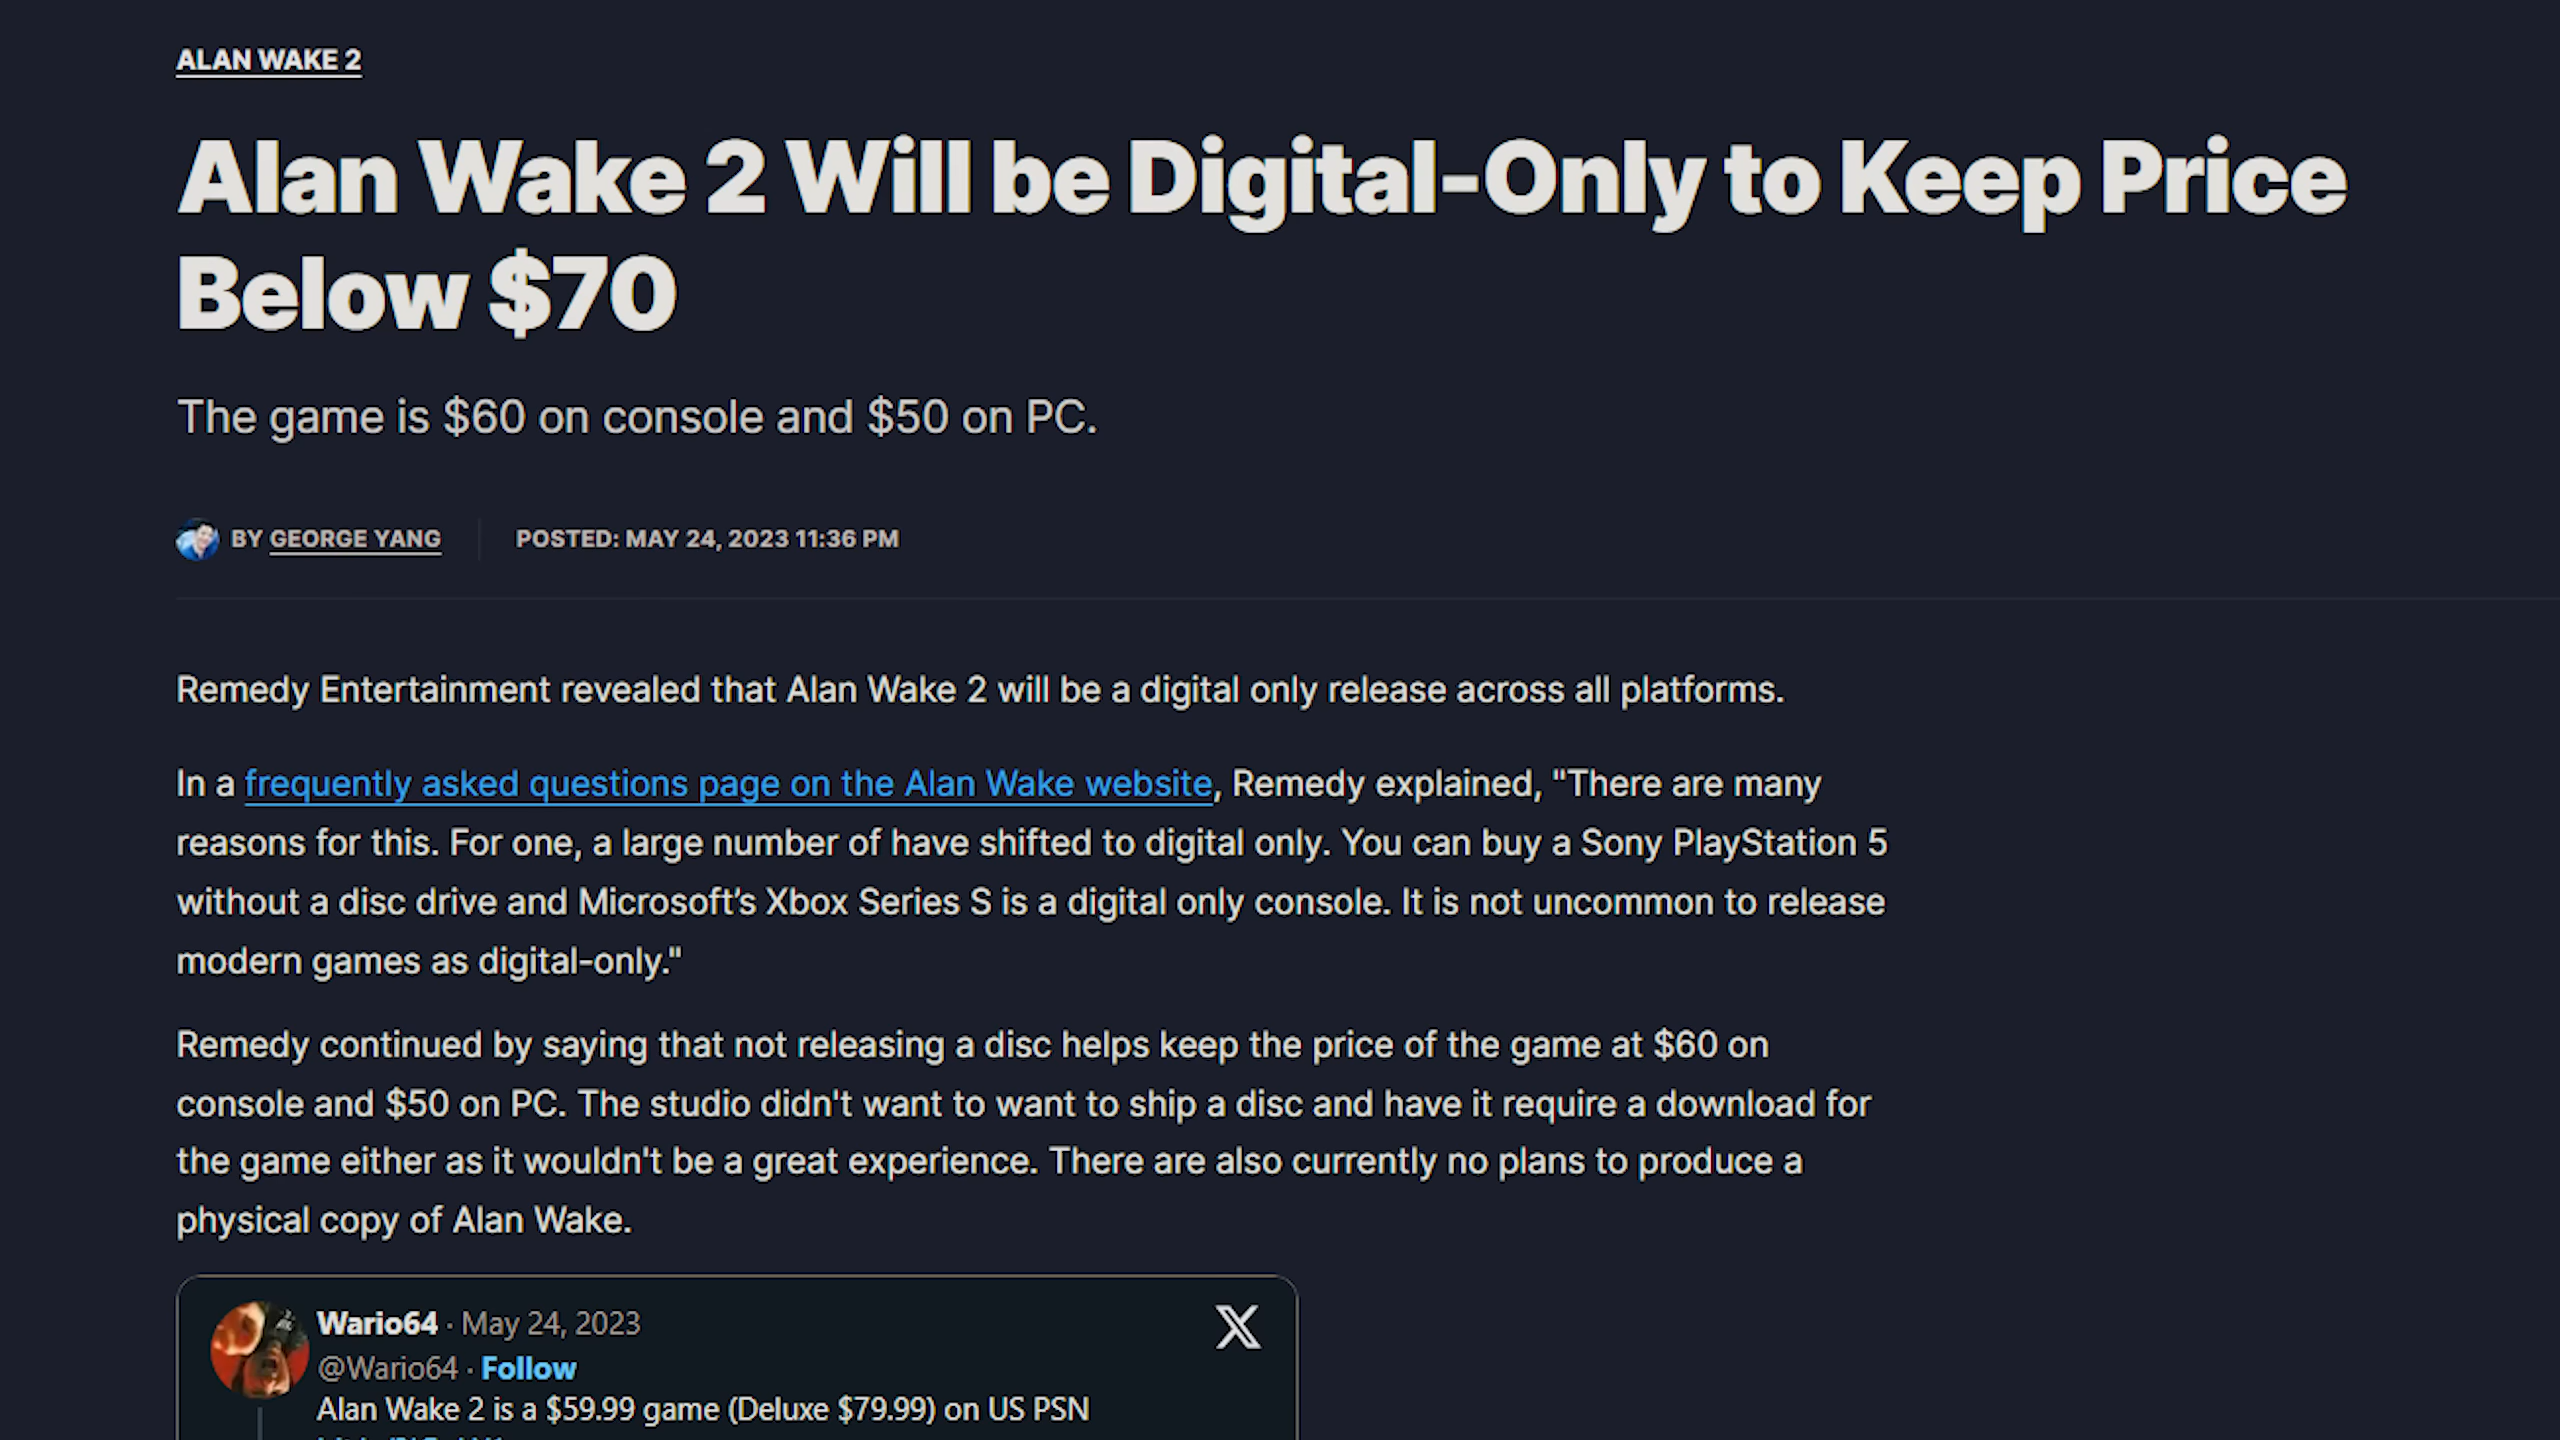 ALAN WAKE 2
Alan Wake 2 Will be Digital-Only to Keep Price
Below $70
The game is $60 on console and $50 on PC.
BY GEORGE YANG
POSTED: MAY 24, 2023 11:36 PM
Remedy Entertainment revealed that Alan Wake 2 will be a digital only release across all platforms.
In a frequently asked questions page on the Alan Wake website, Remedy explained, "There are many
reasons for this. For one, a large number of have shifted to digital only. You can buy a Sony PlayStation 5
without a disc drive and Microsoft’s Xbox Series S is a digital only console. It is not uncommon to release
modern games as digital-only."
Remedy continued by saying that not releasing a disc helps keep the price of the game at $60 on
console and $50 on PC. The studio didn't want to want to ship a disc and have it require a download for
the game either as it wouldn't be a great experience. There are also currently no plans to produce a
physical copy of Alan Wake.
Wario64 · May 24, 2023
@Wario64 · Follow
Alan Wake 2 is a $59.99 game (Deluxe $79.99) on US PSN